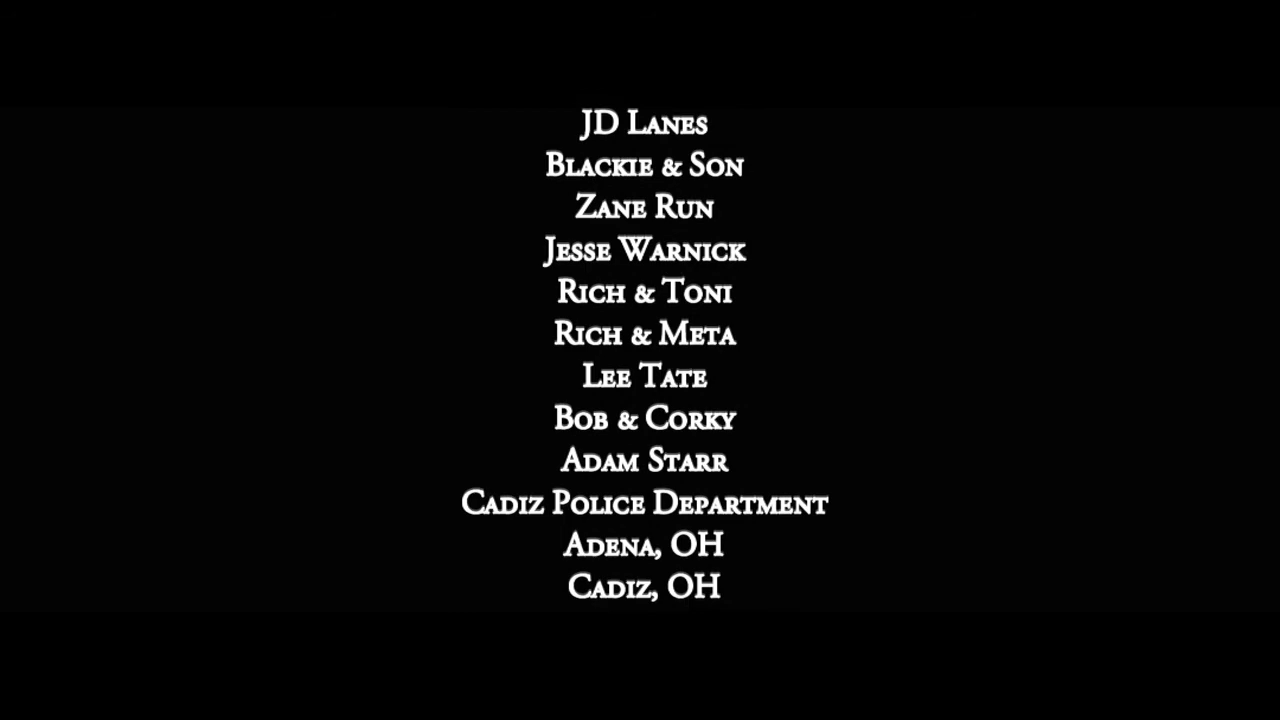 JD Lanes
Blackie & Son
Zane Run
Jesse Warnick
Rich & Toni
Rich & Meta
Lee Tate
Bob & Corky
Adam Starr
Cadiz Police Department
Adena, OH
Cadiz, OH